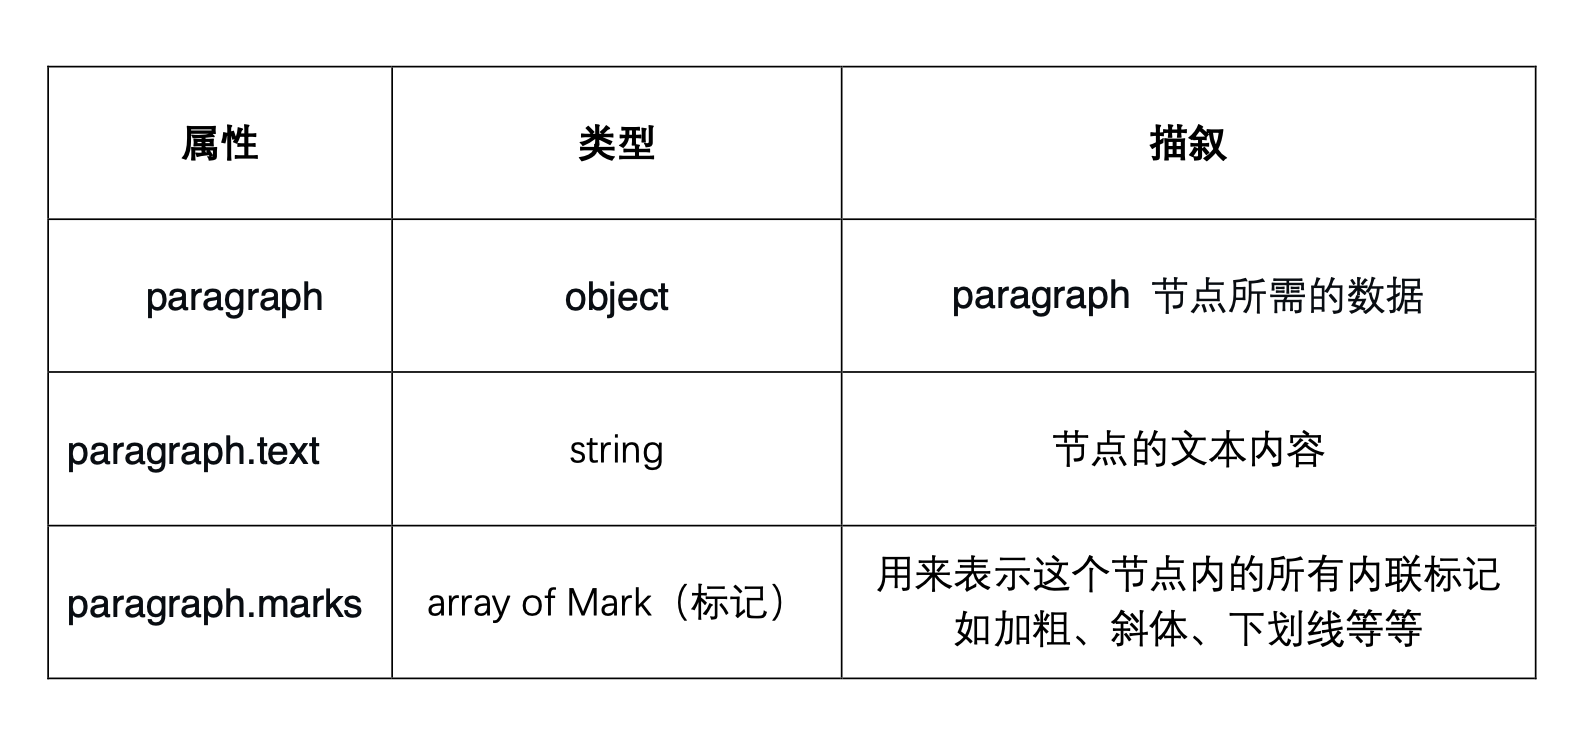 属性 类型 描叙
paragraph object paragraph 节点所需的数据
paragraph.text string 节点的文本内容
paragraph.marks array of Mark（标记） 用来表示这个节点内的所有内联标记
如加粗、斜体、下划线等等